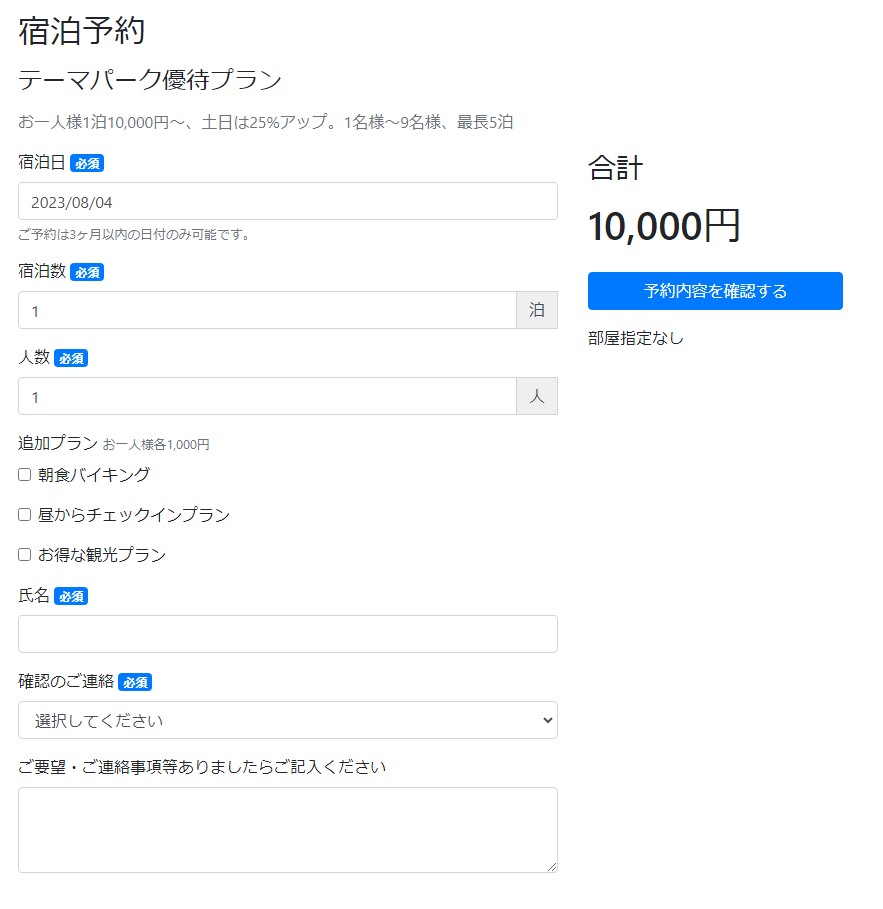 宿泊予約
テーマパーク優待プラン
お一人様1泊10,000円～、土日は25%アップ。1名様～9名様、最長5泊
宿泊日 必須
2023/08/04
ご予約は3ヶ月以内の日付のみ可能です。
宿泊数 必須
1 泊
人数 必須
1 人
追加プラン お一人様各1,000円
朝食バイキング
昼からチェックインプラン
お得な観光プラン
氏名 必須
確認のご連絡 必須
選択してください
ご要望・ご連絡事項等ありましたらご記入ください
合計
10,000円
予約内容を確認する
部屋指定なし